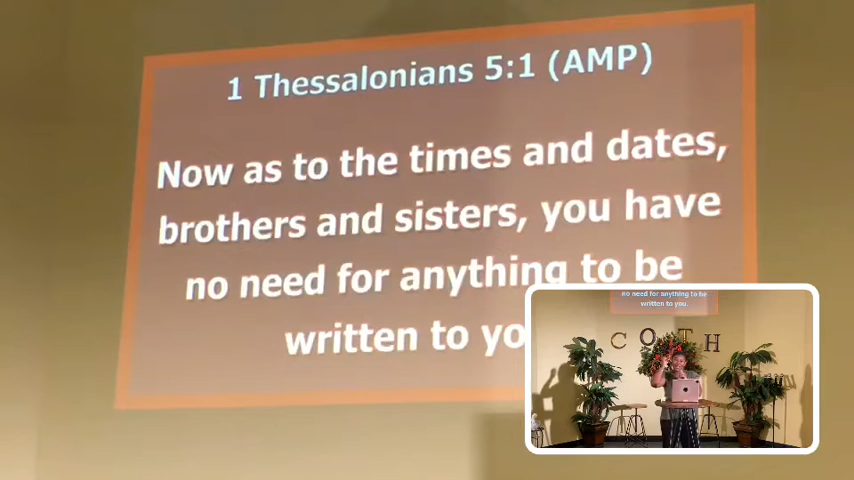 1 Thessalonians 5:1 (AMP)
Now as to the times and dates,
brothers and sisters, you have
no need for anything to be
written to yo
no need for anything to be
written to you.
COTH